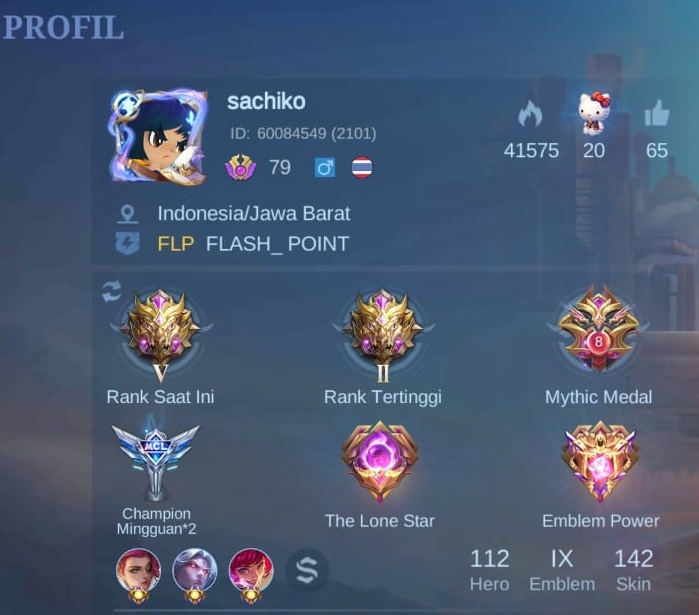 PROFIL
sachiko
ID: 60084549 (2101)
79
41575 20 65
Indonesia/Jawa Barat
FLP FLASH_ POINT
V II 8
Rank Saat Ini Rank Tertinggi Mythic Medal
MCL
Champion
Mingguan*2 The Lone Star Emblem Power
112 IX 142
Hero Emblem Skin